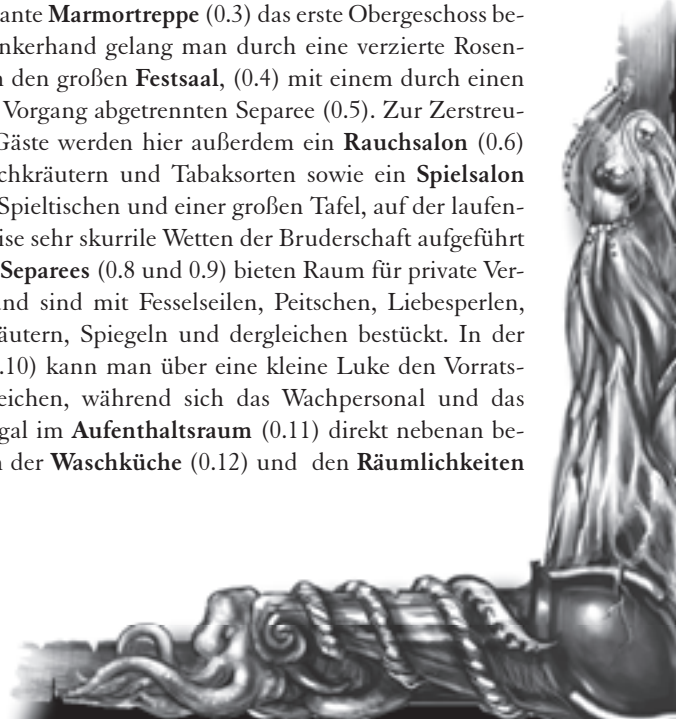 ante Marmortreppe (0.3) das erste Obergeschoss be-
nkerhand gelang man durch eine verzierte Rosen-
den großen Festsaal, (0.4) mit einem durch einen
Vorgang abgetrennten Separee (0.5). Zur Zerstreu-
Gäste werden hier außerdem ein Rauchsalon (0.6)
chkräutern und Tabaksorten sowie ein Spielsalon
Spieltischen und einer großen Tafel, auf der laufen-
ise sehr skurrile Wetten der Bruderschaft aufgeführt
Separees (0.8 und 0.9) bieten Raum für private Ver-
nd sind mit Fesselseilen, Peitschen, Liebesperlen,
äutern, Spiegeln und dergleichen bestückt. In der
.10) kann man über eine kleine Luke den Vorrats-
eichen, während sich das Wachpersonal und das
gal im Aufenthaltsraum (0.11) direkt nebenan be-
der Waschküche (0.12) und den Räumlichkeiten